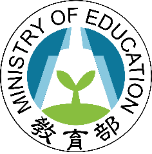 MINISTRY OF EDUCATION
教育部